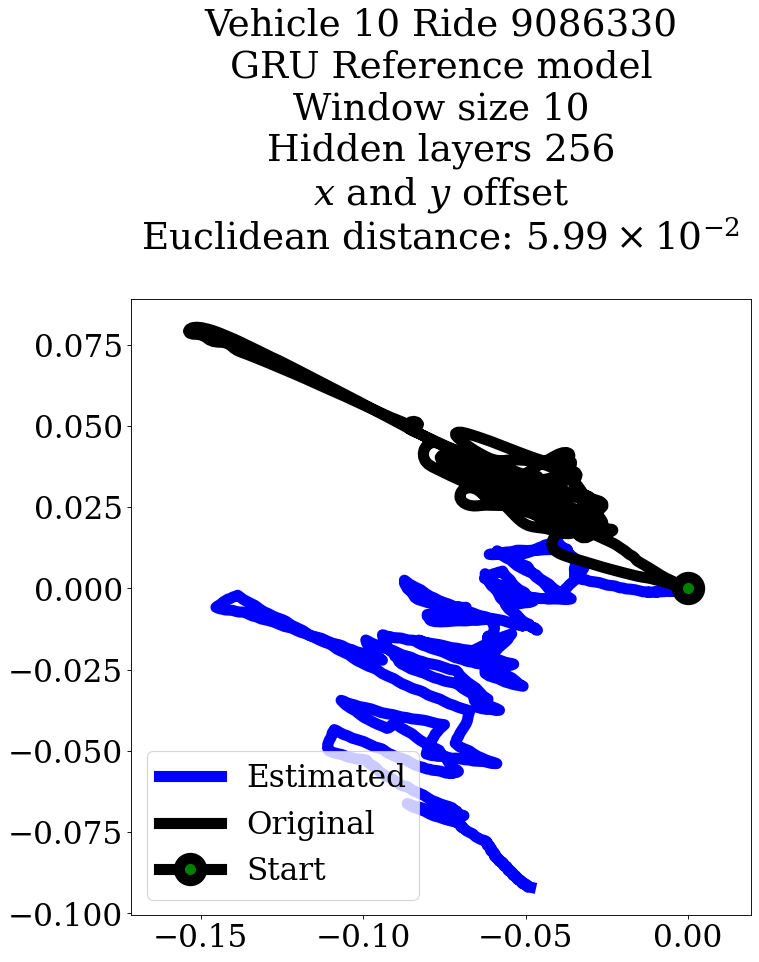 Vehicle 10 Ride 9086330
GRU Reference model
Window size 10
Hidden layers 256
x and y offset
Euclidean distance: 5.99 × 10⁻²
0.075
0.050
0.025
0.000
−0.025
−0.050
−0.075
−0.100
Estimated
Original
Start
−0.15 −0.10 −0.05 0.00